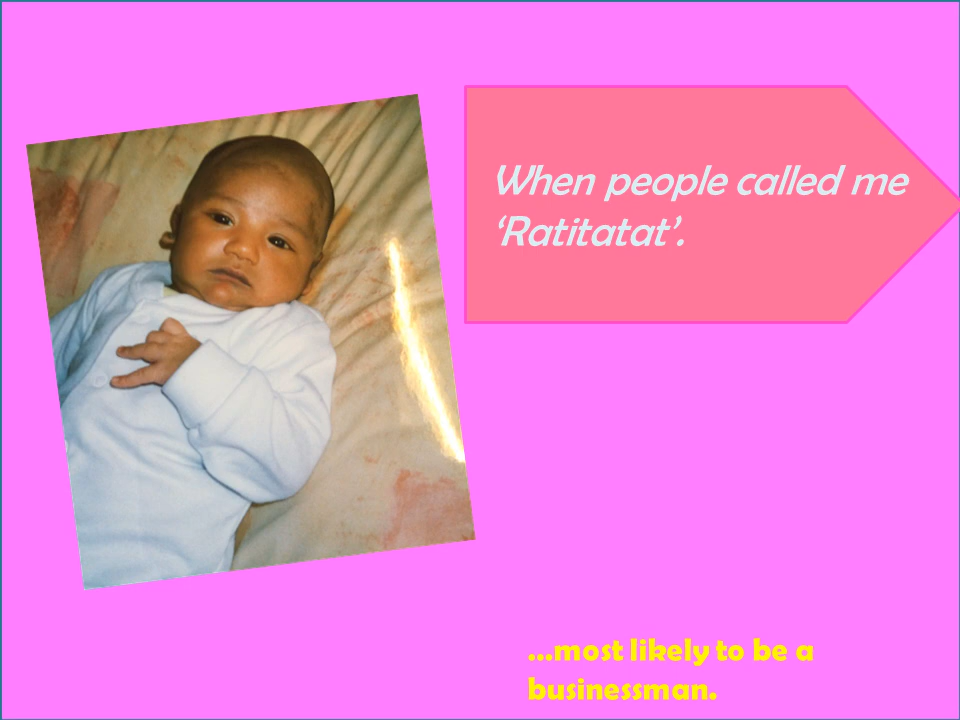 When people called me
‘Ratitatat’.
...most likely to be a
businessman.